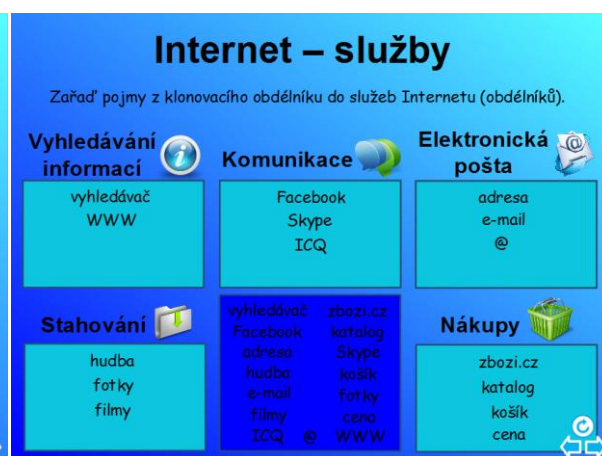 Internet – služby
Zařaď pojmy z klonovacího obdélníku do služeb Internetu (obdélníků).
Vyhledávání
informací
vyhledávač
WWW
Komunikace
Facebook
Skype
ICQ
Elektronická
pošta
adresa
e-mail
@
Stahování
hudba
fotky
filmy
vyhledávač zbozi.cz
Facebook katalog
adresa Skype
hudba košík
e-mail fotky
filmy cena
ICQ @ WWW
Nákupy
zbozi.cz
katalog
košík
cena